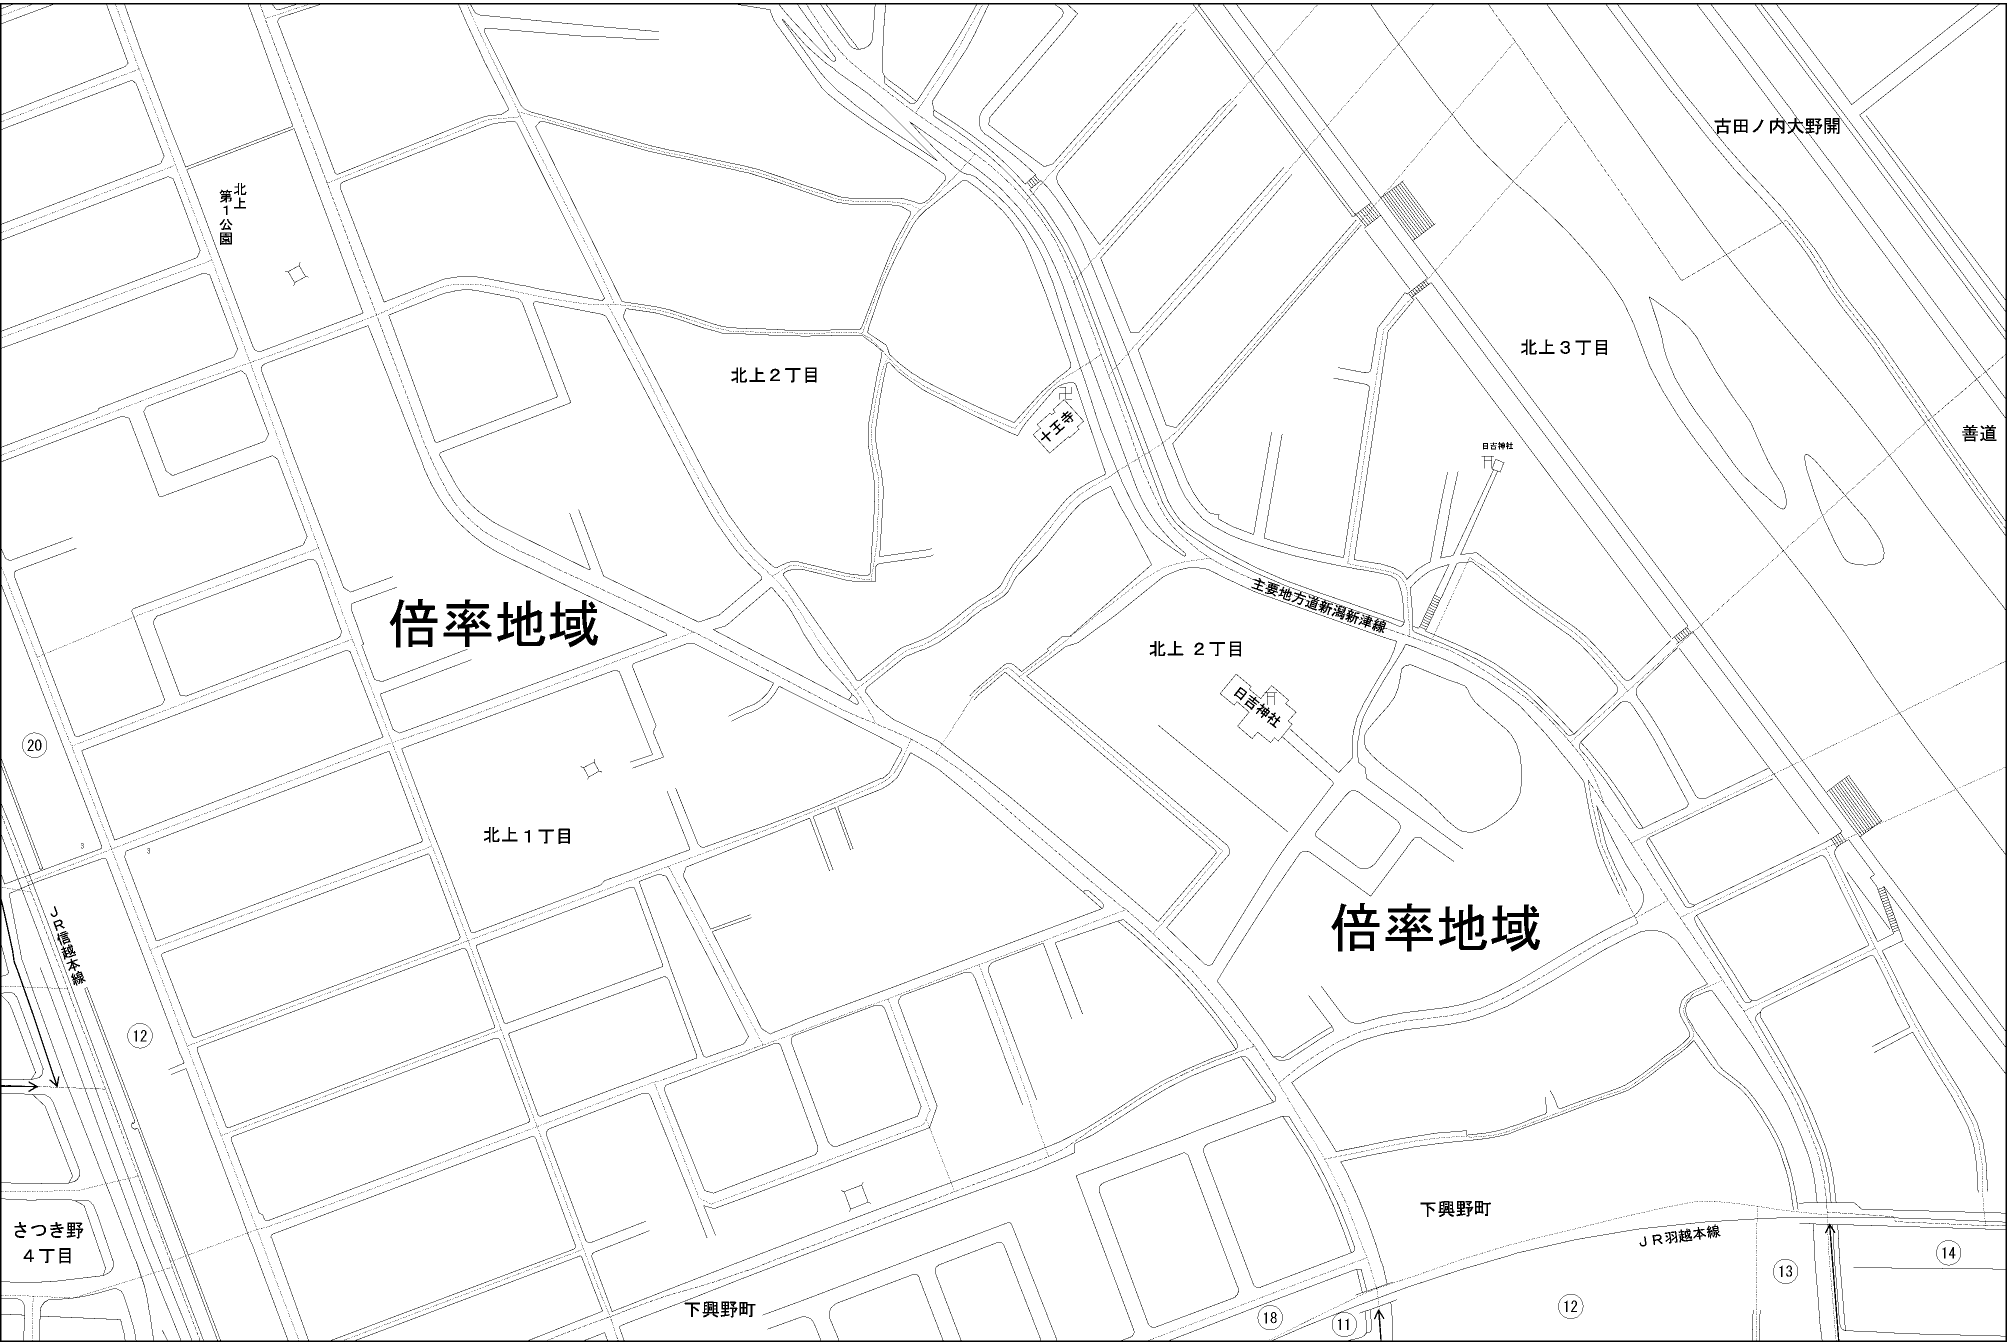 古田ノ内大野開
北上
第1公園
北上3丁目
北上2丁目
十王寺
善道
日吉神社
主要地方道新潟新津線
倍率地域
北上 2丁目
日吉神社
20
北上1丁目
3
3
JR信越本線
倍率地域
12
さつき野
4丁目
下興野町
JR羽越本線
14
13
下興野町
18
11
12